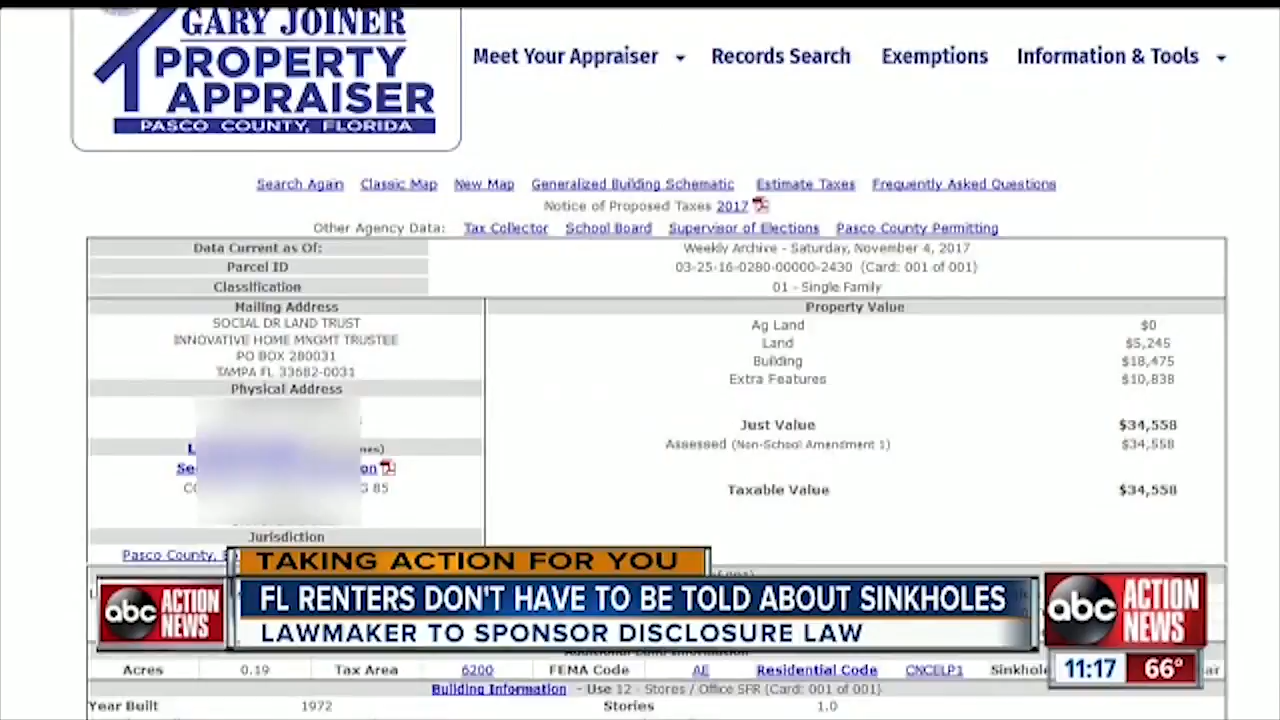 GARY JOINER
PROPERTY
APPRAISER
PASCO COUNTY, FLORIDA
Meet Your Appraiser Records Search Exemptions Information & Tools
Search Again Classic Map New Map Generalized Building Schematic Estimate Taxes Frequently Asked Questions
Notice of Proposed Taxes 2017
Other Agency Data: Tax Collector School Board Supervisor of Elections Pasco County Permitting
Data Current as Of: Weekly Archive - Saturday, November 4, 2017
Parcel ID 03-25-16-0280-00000-2430 (Card: 001 of 001)
Classification 01 - Single Family
Mailing Address
SOCIAL DR LAND TRUST
INNOVATIVE HOME MNGMT TRUSTEE
PO BOX 280031
TAMPA FL 33682-0031
Physical Address
Property Value
Ag Land $0
Land $5,245
Building $18,475
Extra Features $10,838
Just Value $34,558
Assessed (Non-School Amendment 1) $34,558
Taxable Value $34,558
G 85
Jurisdiction
Pasco County,
TAKING ACTION FOR YOU
FL RENTERS DON'T HAVE TO BE TOLD ABOUT SINKHOLES
LAWMAKER TO SPONSOR DISCLOSURE LAW
abc ACTION NEWS
abc ACTION NEWS
11:17 66°
Additional Land Information
Acres 0.19 Tax Area 6200 FEMA Code AE Residential Code CNCELP1 Sinkhole
Building Information - Use 12 - Stores / Office SFR (Card: 001 of 001)
Year Built 1972 Stories 1.0